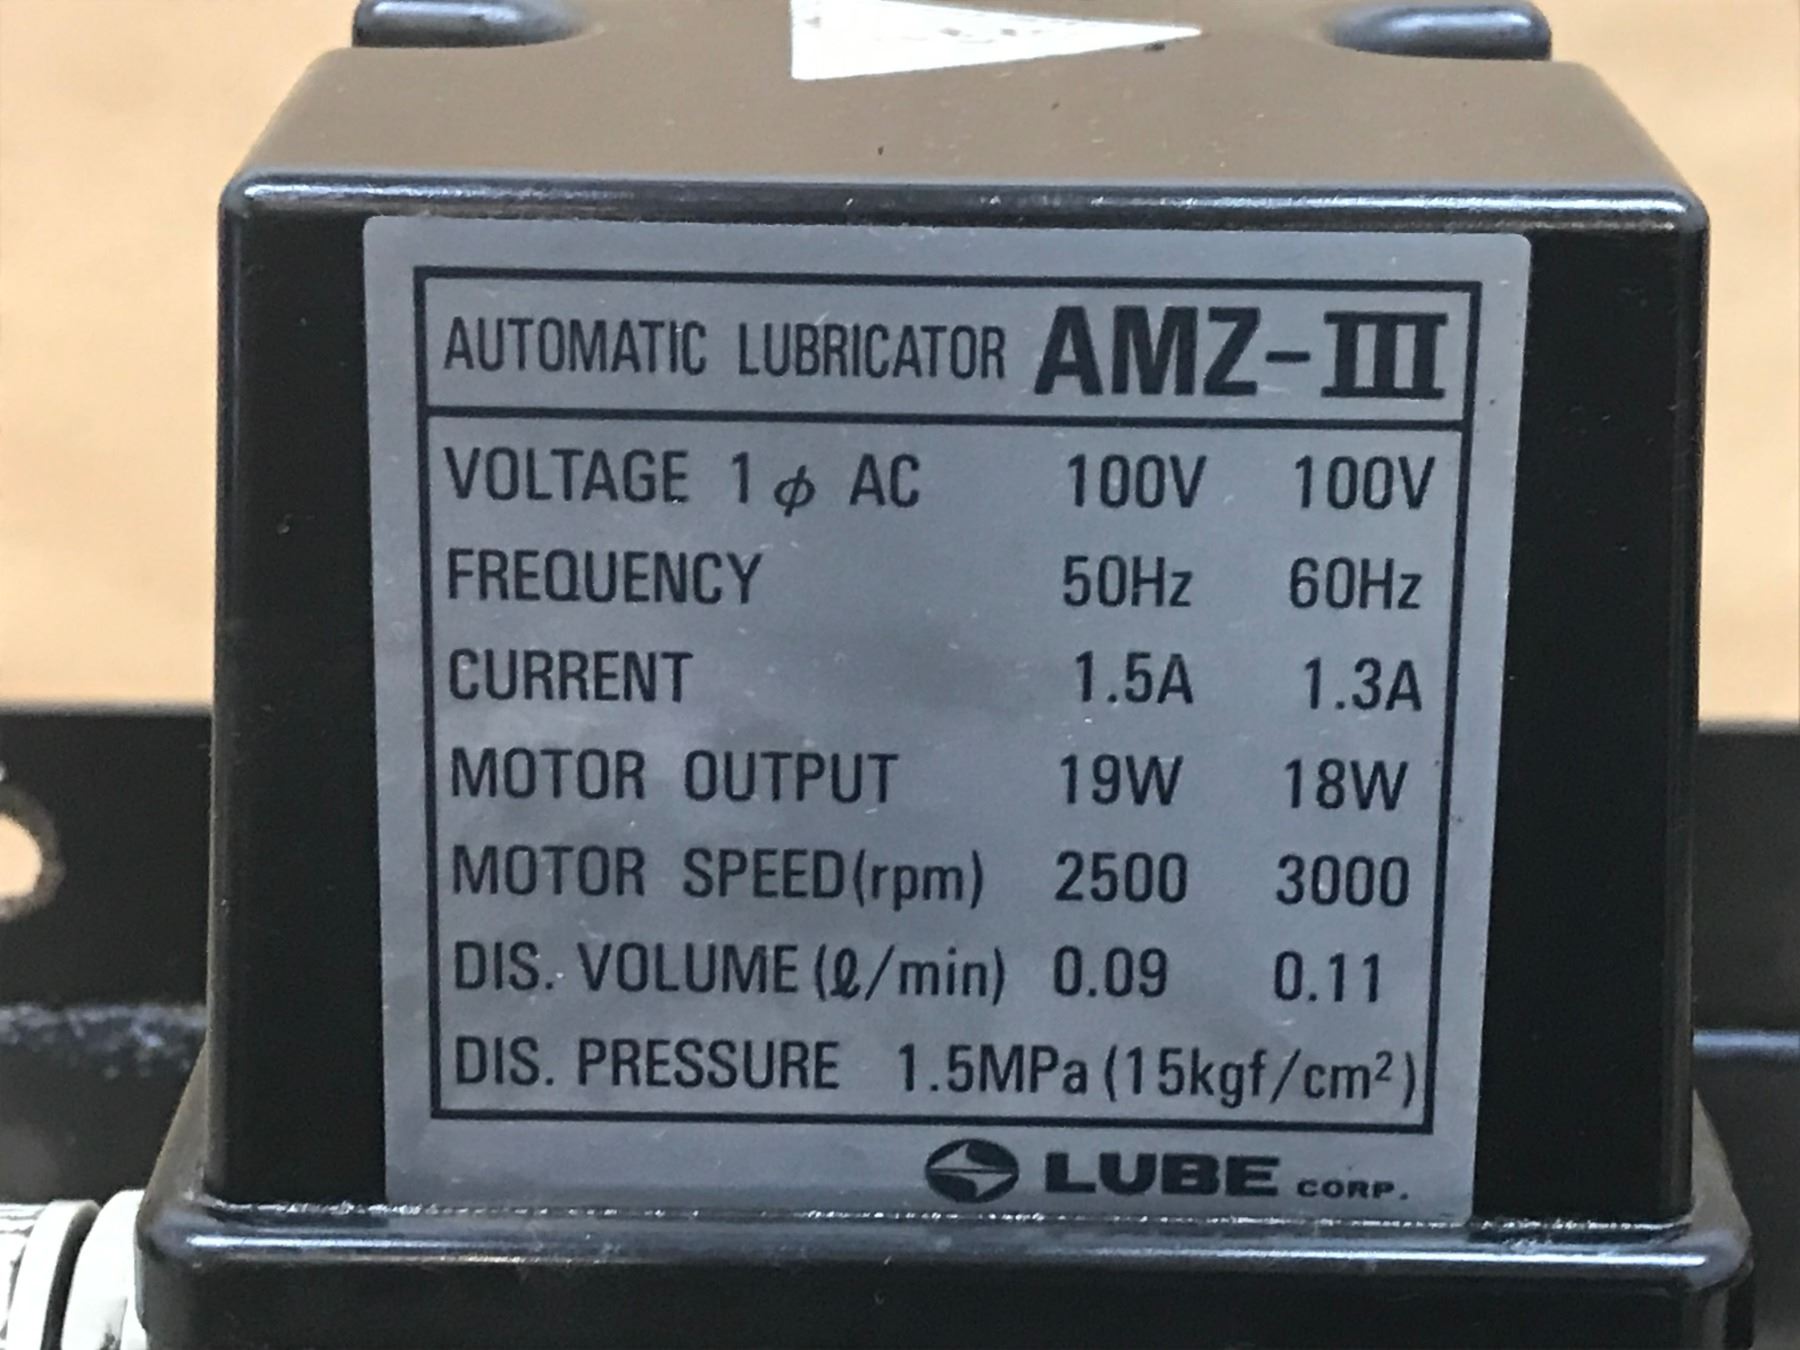 AUTOMATIC LUBRICATOR AMZ-III
VOLTAGE 1 φ AC 100V 100V
FREQUENCY 50Hz 60Hz
CURRENT 1.5A 1.3A
MOTOR OUTPUT 19W 18W
MOTOR SPEED(rpm) 2500 3000
DIS. VOLUME(ℓ/min) 0.09 0.11
DIS. PRESSURE 1.5MPa(15kgf/cm²)
LUBE CORP.